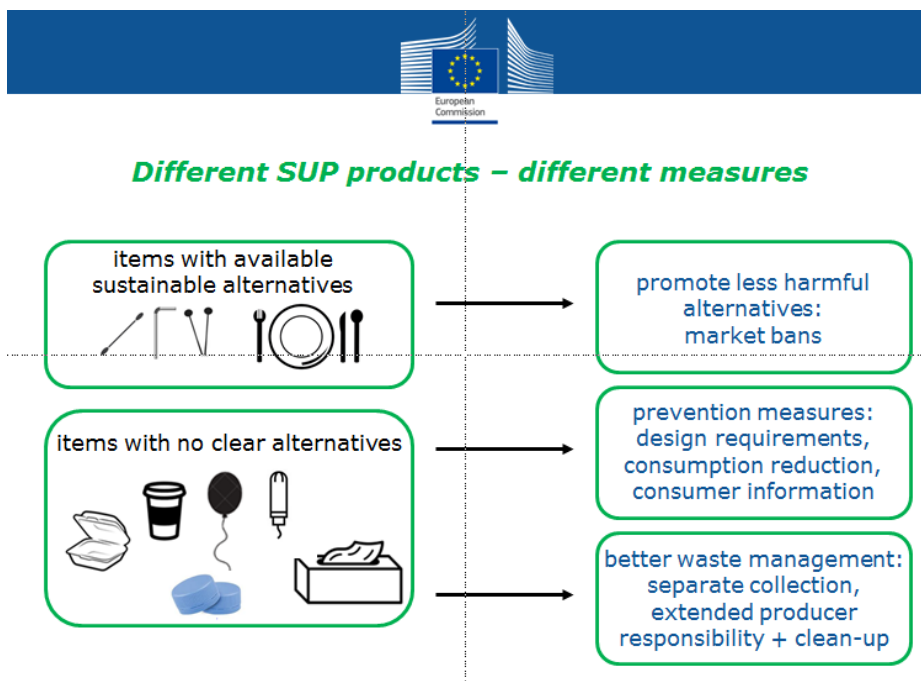 European
Commission
Different SUP products – different measures
items with available
sustainable alternatives
promote less harmful
alternatives:
market bans
items with no clear alternatives
prevention measures:
design requirements,
consumption reduction,
consumer information
better waste management:
separate collection,
extended producer
responsibility + clean-up